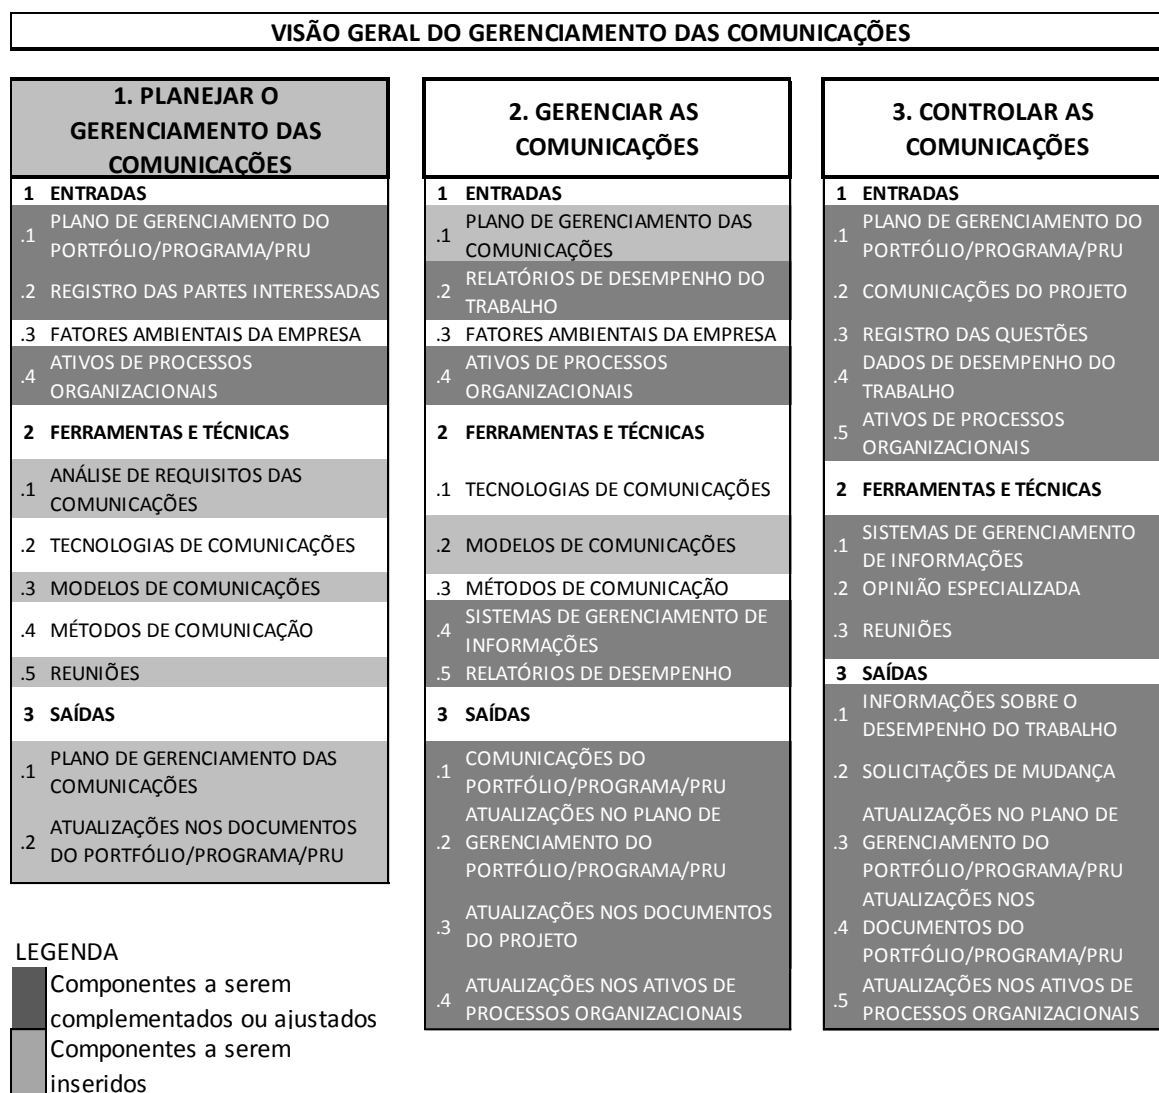 VISÃO GERAL DO GERENCIAMENTO DAS COMUNICAÇÕES
1. PLANEJAR O
GERENCIAMENTO DAS
COMUNICAÇÕES
1 ENTRADAS
.1 PLANO DE GERENCIAMENTO DO
PORTFÓLIO/PROGRAMA/PRU
.2 REGISTRO DAS PARTES INTERESSADAS
.3 FATORES AMBIENTAIS DA EMPRESA
.4 ATIVOS DE PROCESSOS
ORGANIZACIONAIS
2 FERRAMENTAS E TÉCNICAS
.1 ANÁLISE DE REQUISITOS DAS
COMUNICAÇÕES
.2 TECNOLOGIAS DE COMUNICAÇÕES
.3 MODELOS DE COMUNICAÇÕES
.4 MÉTODOS DE COMUNICAÇÃO
.5 REUNIÕES
3 SAÍDAS
.1 PLANO DE GERENCIAMENTO DAS
COMUNICAÇÕES
.2 ATUALIZAÇÕES NOS DOCUMENTOS
DO PORTFÓLIO/PROGRAMA/PRU
2. GERENCIAR AS
COMUNICAÇÕES
1 ENTRADAS
.1 PLANO DE GERENCIAMENTO DAS
COMUNICAÇÕES
.2 RELATÓRIOS DE DESEMPENHO DO
TRABALHO
.3 FATORES AMBIENTAIS DA EMPRESA
.4 ATIVOS DE PROCESSOS
ORGANIZACIONAIS
2 FERRAMENTAS E TÉCNICAS
.1 TECNOLOGIAS DE COMUNICAÇÕES
.2 MODELOS DE COMUNICAÇÕES
.3 MÉTODOS DE COMUNICAÇÃO
.4 SISTEMAS DE GERENCIAMENTO DE
INFORMAÇÕES
.5 RELATÓRIOS DE DESEMPENHO
3 SAÍDAS
.1 COMUNICAÇÕES DO
PORTFÓLIO/PROGRAMA/PRU
.2 ATUALIZAÇÕES NO PLANO DE
GERENCIAMENTO DO
PORTFÓLIO/PROGRAMA/PRU
.3 ATUALIZAÇÕES NOS DOCUMENTOS
DO PROJETO
.4 ATUALIZAÇÕES NOS ATIVOS DE
PROCESSOS ORGANIZACIONAIS
3. CONTROLAR AS
COMUNICAÇÕES
1 ENTRADAS
.1 PLANO DE GERENCIAMENTO DO
PORTFÓLIO/PROGRAMA/PRU
.2 COMUNICAÇÕES DO PROJETO
.3 REGISTRO DAS QUESTÕES
.4 DADOS DE DESEMPENHO DO
TRABALHO
.5 ATIVOS DE PROCESSOS
ORGANIZACIONAIS
2 FERRAMENTAS E TÉCNICAS
.1 SISTEMAS DE GERENCIAMENTO
DE INFORMAÇÕES
.2 OPINIÃO ESPECIALIZADA
.3 REUNIÕES
3 SAÍDAS
.1 INFORMAÇÕES SOBRE O
DESEMPENHO DO TRABALHO
.2 SOLICITAÇÕES DE MUDANÇA
.3 ATUALIZAÇÕES NO PLANO DE
GERENCIAMENTO DO
PORTFÓLIO/PROGRAMA/PRU
.4 ATUALIZAÇÕES NOS
DOCUMENTOS DO
PORTFÓLIO/PROGRAMA/PRU
.5 ATUALIZAÇÕES NOS ATIVOS DE
PROCESSOS ORGANIZACIONAIS
LEGENDA
Componentes a serem
complementados ou ajustados
Componentes a serem
inseridos